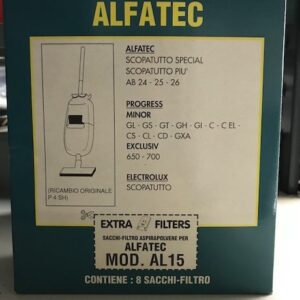 ALFATEC
ALFATEC
SCOPATUTTO SPECIAL
SCOPATUTTO PIU'
AB 24 - 25 - 26
PROGRESS
MINOR
GL - GS - GT - GH - GI - C - C EL -
CS - CL - CD - GXA
EXCLUSIV
650 - 700
ELECTROLUX
SCOPATUTTO
(RICAMBIO ORIGINALE
P 4 SH)
EXTRA FILTERS
SACCHI-FILTRO ASPIRAPOLVERE PER
ALFATEC
MOD. AL15
CONTIENE : 8 SACCHI-FILTRO